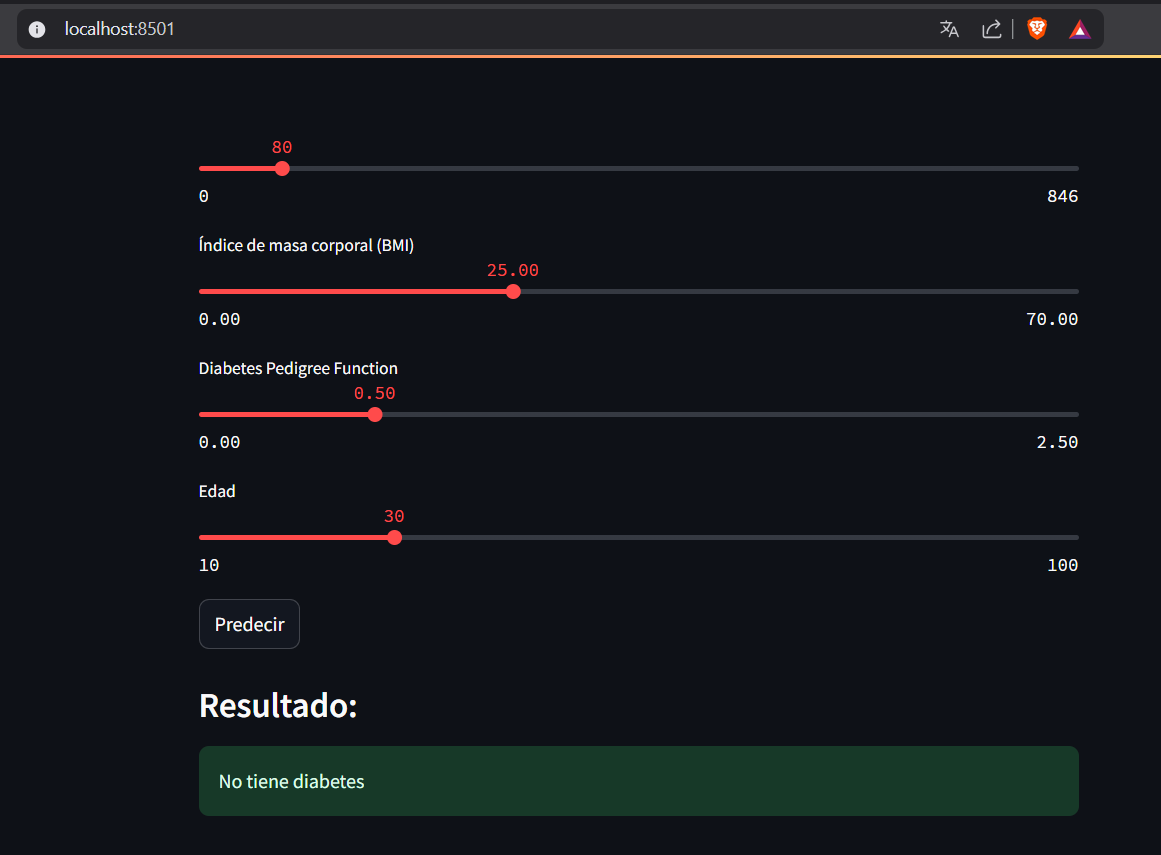 localhost:8501
80
0 846
Índice de masa corporal (BMI)
25.00
0.00 70.00
Diabetes Pedigree Function
0.50
0.00 2.50
Edad
30
10 100
Predecir
Resultado:
No tiene diabetes